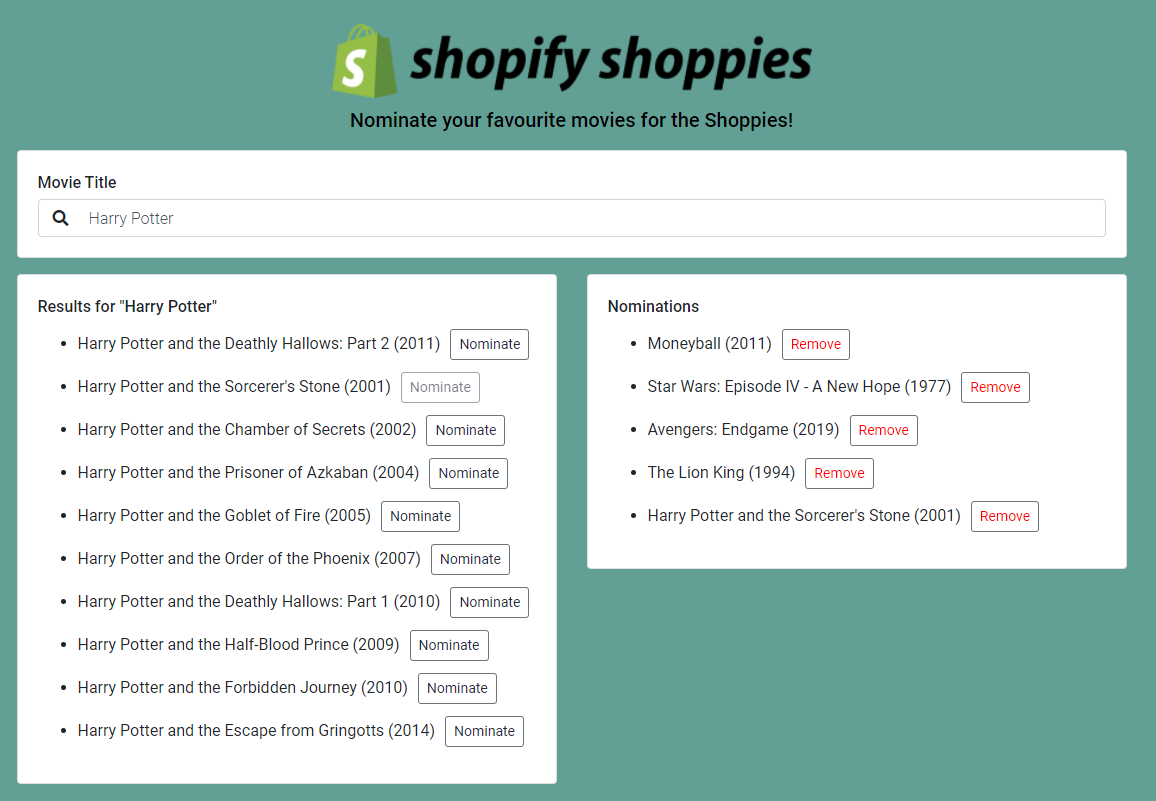 shopify shoppies
Nominate your favourite movies for the Shoppies!
Movie Title
Harry Potter
Results for "Harry Potter"
Harry Potter and the Deathly Hallows: Part 2 (2011) Nominate
Harry Potter and the Sorcerer's Stone (2001) Nominate
Harry Potter and the Chamber of Secrets (2002) Nominate
Harry Potter and the Prisoner of Azkaban (2004) Nominate
Harry Potter and the Goblet of Fire (2005) Nominate
Harry Potter and the Order of the Phoenix (2007) Nominate
Harry Potter and the Deathly Hallows: Part 1 (2010) Nominate
Harry Potter and the Half-Blood Prince (2009) Nominate
Harry Potter and the Forbidden Journey (2010) Nominate
Harry Potter and the Escape from Gringotts (2014) Nominate
Nominations
Moneyball (2011) Remove
Star Wars: Episode IV - A New Hope (1977) Remove
Avengers: Endgame (2019) Remove
The Lion King (1994) Remove
Harry Potter and the Sorcerer's Stone (2001) Remove